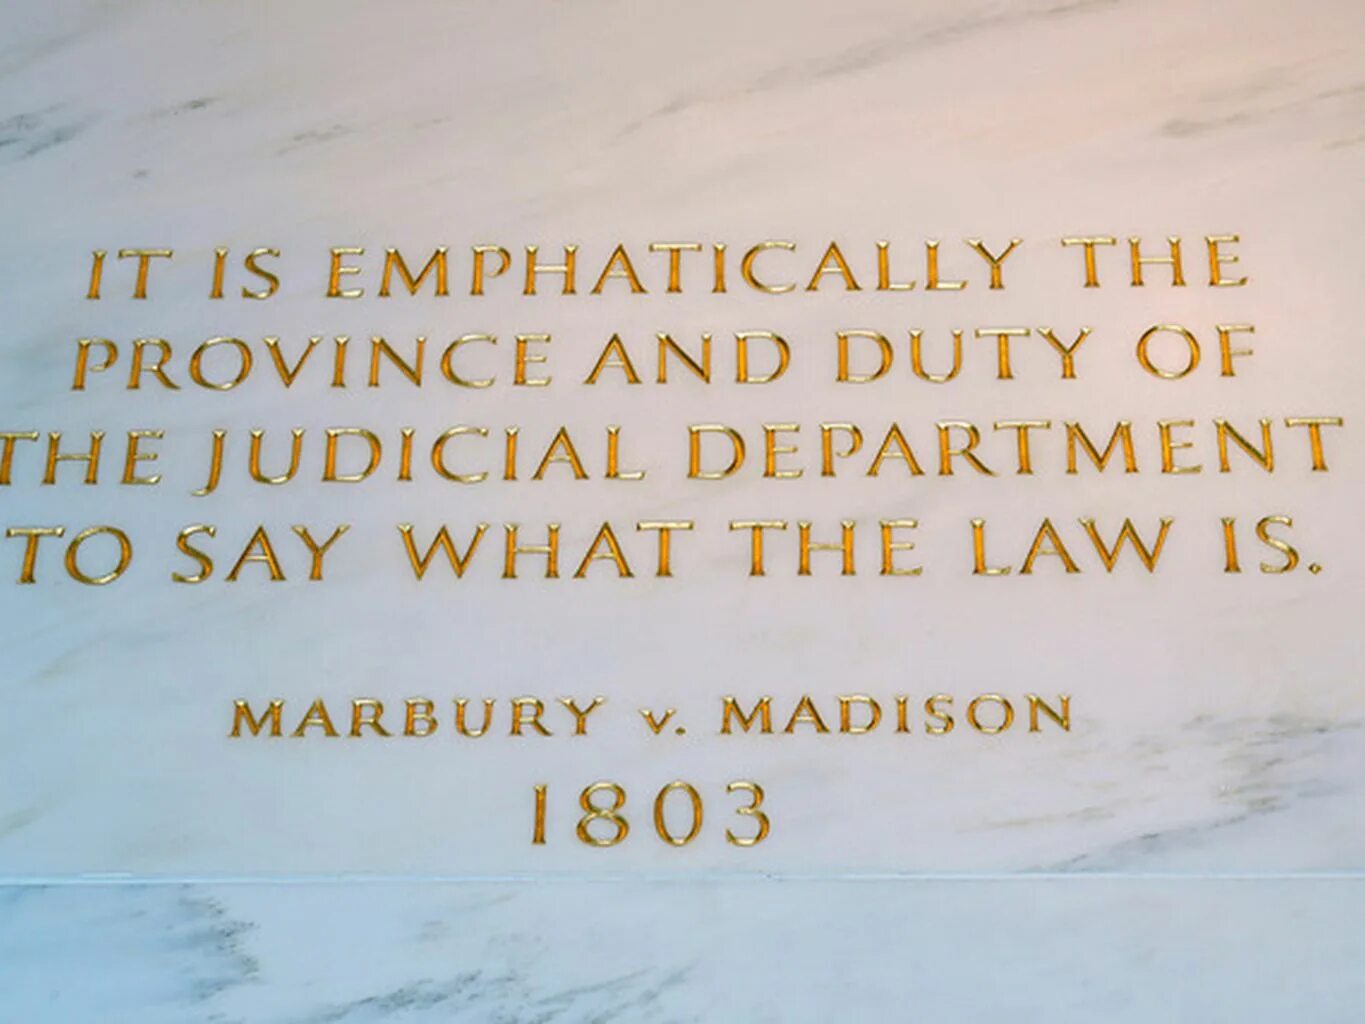 IT IS EMPHATICALLY THE
PROVINCE AND DUTY OF
THE JUDICIAL DEPARTMENT
TO SAY WHAT THE LAW IS.
MARBURY v. MADISON
1803